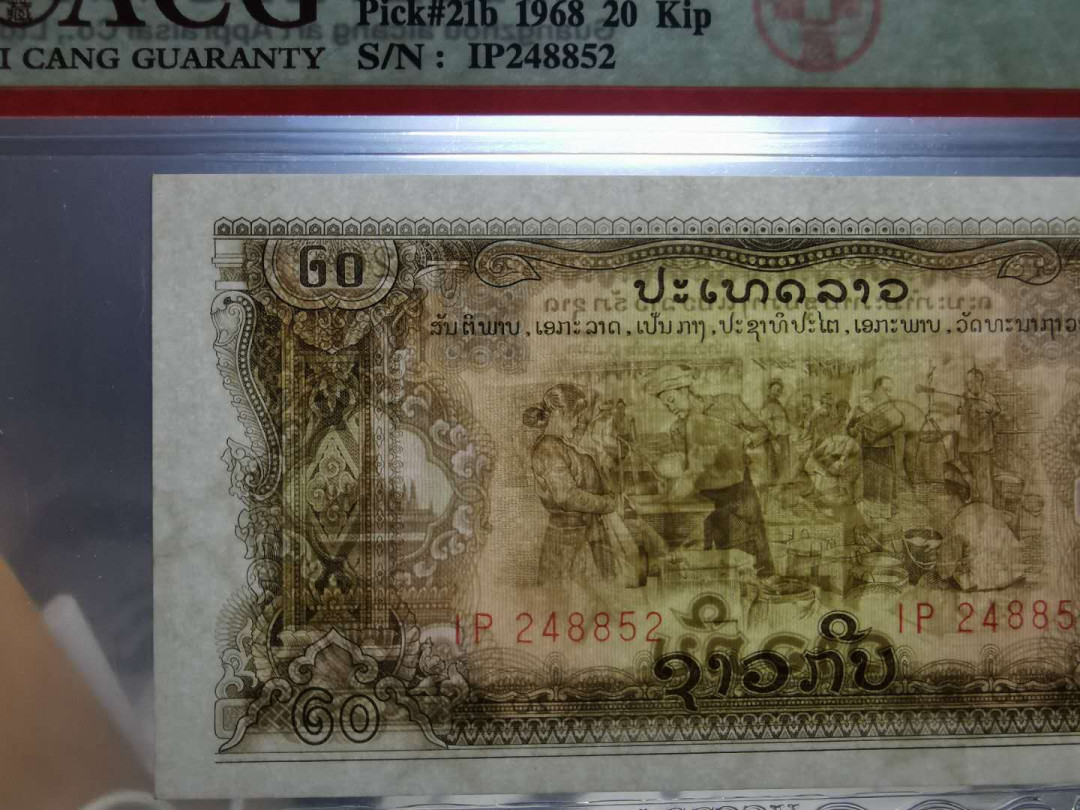 ACG Pick#21b 1968 20 Kip
I CANG GUARANTY S/N : IP248852
໒໐
ປະເທດລາວ
ສັນຕິພາບ, ເອກະລາດ, ເປັນກາງ, ປະຊາທິປະໄຕ, ເອກະພາບ, ວັດທະນາຖາວ
IP 248852 IP 24885
ຊາວກີບ
໒໐